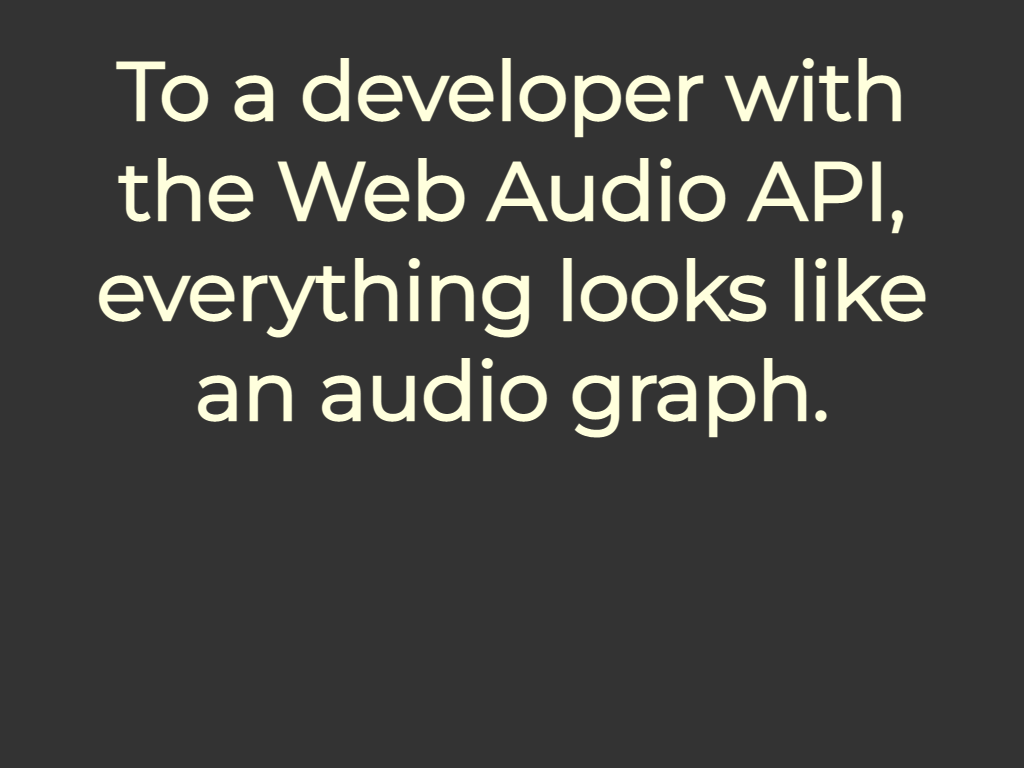 To a developer with
the Web Audio API,
everything looks like
an audio graph.